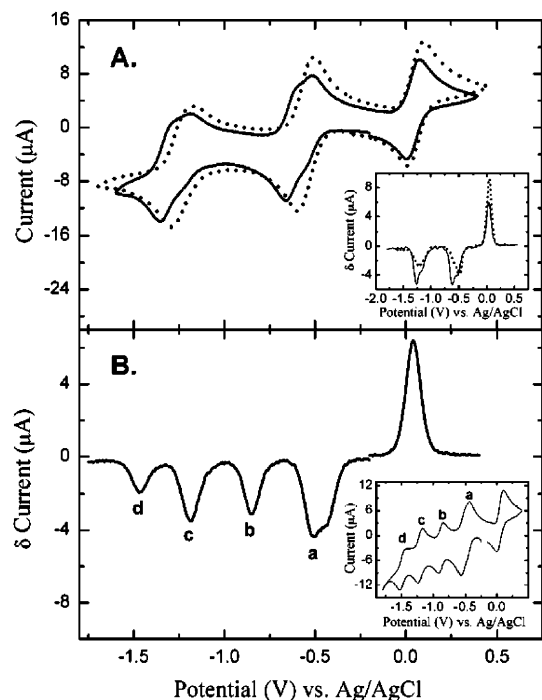 A.
16
8
0
-8
-16
-24
Current (μA)
8
6
4
2
0
-2
-4
δ Current (μA)
-2.0 -1.5 -1.0 -0.5 0.0 0.5
Potential (V) vs. Ag/AgCl
B.
4
0
-4
-8
δ Current (μA)
d c b a
12
6
0
-6
-12
Current (μA)
d c b a
-1.5 -1.0 -0.5 0.0
Potential (V) vs. Ag/AgCl
-1.5 -1.0 -0.5 0.0 0.5
Potential (V) vs. Ag/AgCl